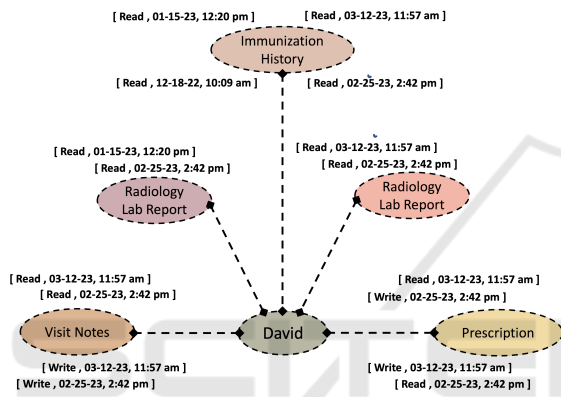 [ Read , 01-15-23, 12:20 pm ]
[ Read , 03-12-23, 11:57 am ]
Immunization
History
[ Read , 12-18-22, 10:09 am ]
[ Read , 02-25-23, 2:42 pm ]
[ Read , 01-15-23, 12:20 pm ]
[ Read , 02-25-23, 2:42 pm ]
Radiology
Lab Report
[ Read , 03-12-23, 11:57 am ]
[ Read , 02-25-23, 2:42 pm ]
Radiology
Lab Report
[ Read , 03-12-23, 11:57 am ]
[ Read , 02-25-23, 2:42 pm ]
Visit Notes
[ Write , 03-12-23, 11:57 am ]
[ Write , 02-25-23, 2:42 pm ]
David
[ Read , 03-12-23, 11:57 am ]
[ Write , 02-25-23, 2:42 pm ]
Prescription
[ Write , 03-12-23, 11:57 am ]
[ Read , 02-25-23, 2:42 pm ]